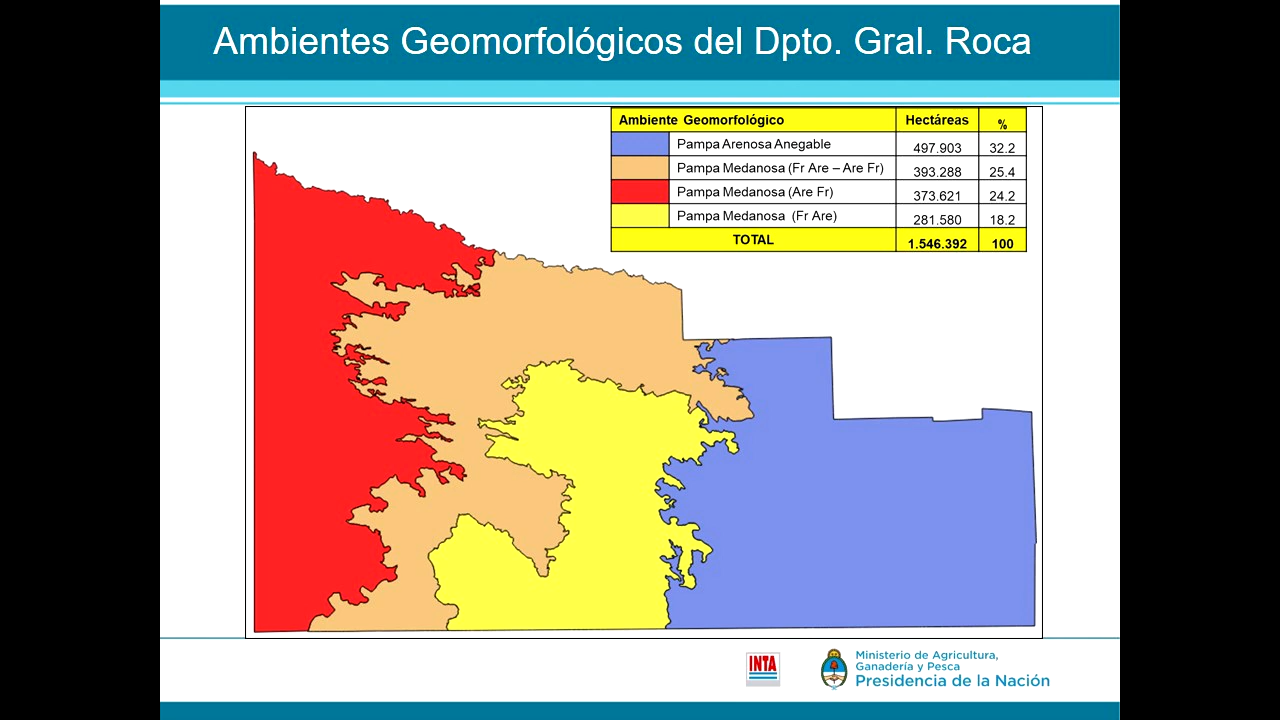 Ambientes Geomorfológicos del Dpto. Gral. Roca
Ambiente Geomorfológico Hectáreas %
Pampa Arenosa Anegable 497.903 32.2
Pampa Medanosa (Fr Are – Are Fr) 393.288 25.4
Pampa Medanosa (Are Fr) 373.621 24.2
Pampa Medanosa (Fr Are) 281.580 18.2
TOTAL 1.546.392 100
INTA
Ministerio de Agricultura,
Ganadería y Pesca
Presidencia de la Nación